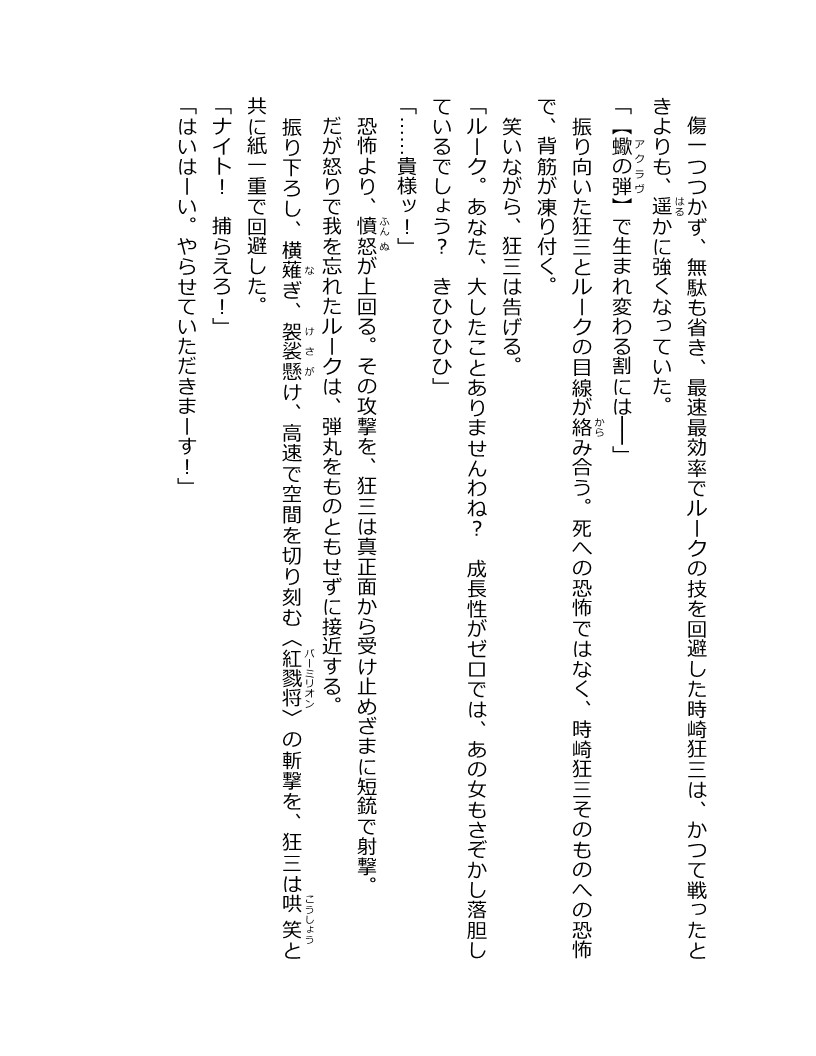 傷一つつかず、無駄も省き、最速最効率でルークの技を回避した時崎狂三は、かつて戦ったと
きよりも、遥かに強くなっていた。
「【蠍の弾】で生まれ変わる割には――」
振り向いた狂三とルークの目線が絡み合う。死への恐怖ではなく、時崎狂三そのものへの恐怖
で、背筋が凍り付く。
笑いながら、狂三は告げる。
「ルーク。あなた、大したことありませんわね？　成長性がゼロでは、あの女もさぞかし落胆し
ているでしょう？　きひひひひ」
「……貴様ッ！」
恐怖より、憤怒が上回る。その攻撃を、狂三は真正面から受け止めざまに短銃で射撃。
だが怒りで我を忘れたルークは、弾丸をものともせずに接近する。
振り下ろし、横薙ぎ、袈裟懸け、高速で空間を切り刻む〈紅戮将〉の斬撃を、狂三は哄笑と
共に紙一重で回避した。
「ナイト！　捕らえろ！」
「はいはーい。やらせていただきまーす！」